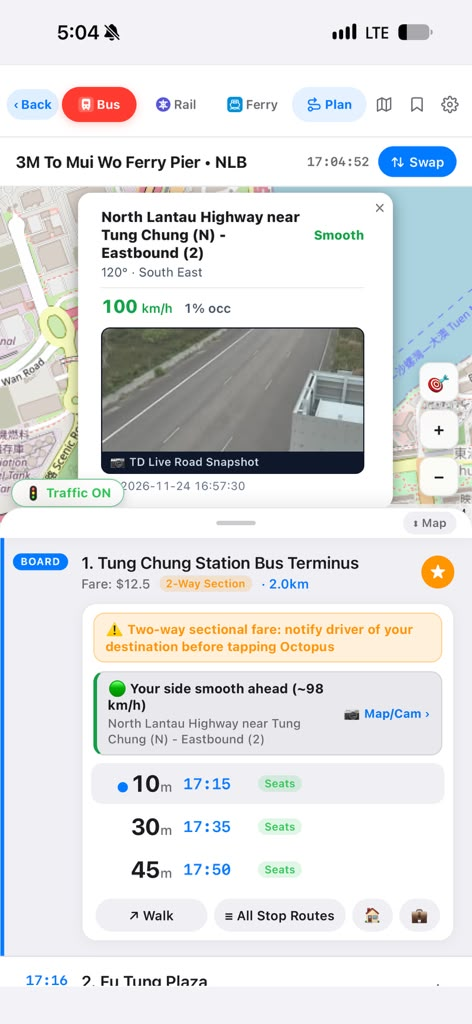 5:04
LTE
‹ Back
Bus
Rail
Ferry
Plan
3M To Mui Wo Ferry Pier • NLB
17:04:52
Swap
North Lantau Highway near
Tung Chung (N) -
Eastbound (2)
Smooth
120° · South East
100 km/h 1% occ
TD Live Road Snapshot
2026-11-24 16:57:30
Wan Road
Traffic ON
+
−
Map
BOARD
1. Tung Chung Station Bus Terminus
Fare: $12.5 2-Way Section · 2.0km
Two-way sectional fare: notify driver of your
destination before tapping Octopus
Your side smooth ahead (~98
km/h)
North Lantau Highway near Tung
Chung (N) - Eastbound (2)
Map/Cam ›
10m 17:15 Seats
30m 17:35 Seats
45m 17:50 Seats
↗ Walk
≡ All Stop Routes
17:16 2. Fu Tung Plaza